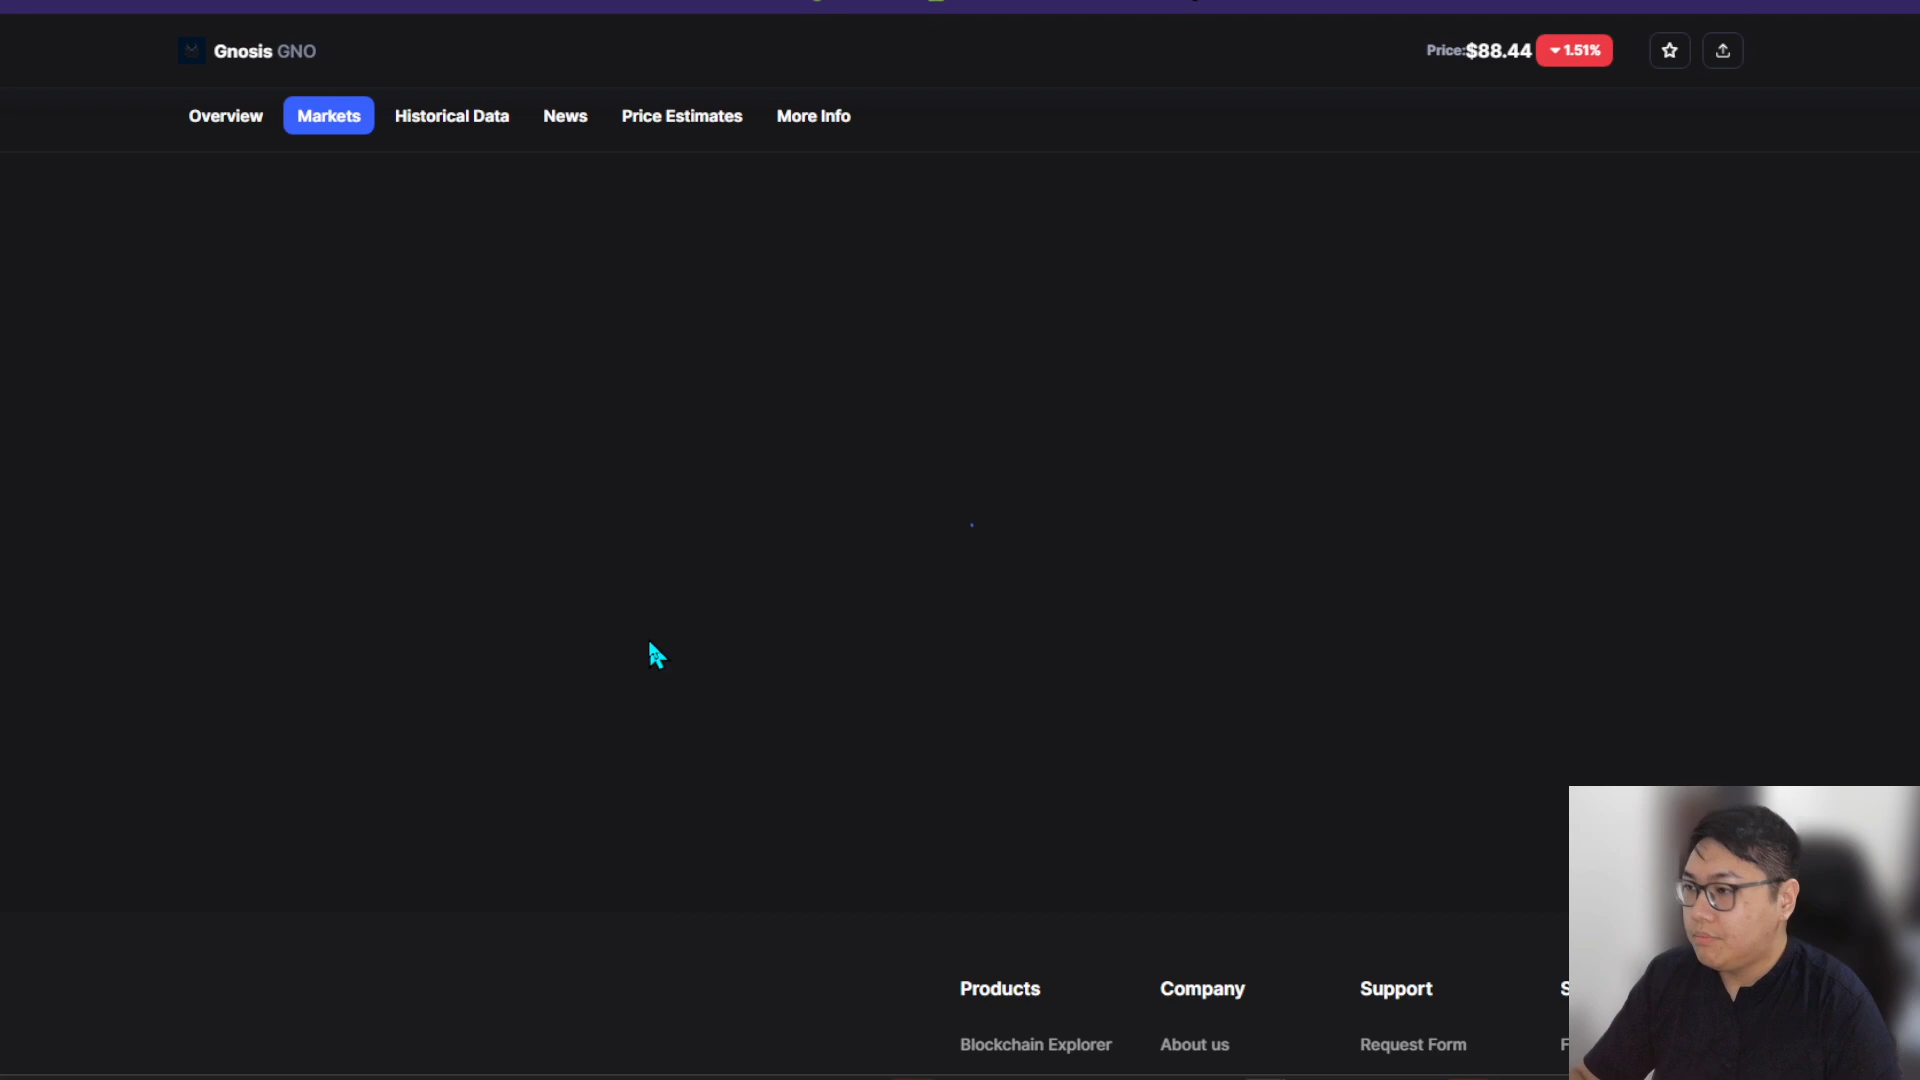 Gnosis GNO
Price:$88.44 1.51%
Overview Markets Historical Data News Price Estimates More Info
Products Company Support
Blockchain Explorer About us Request Form